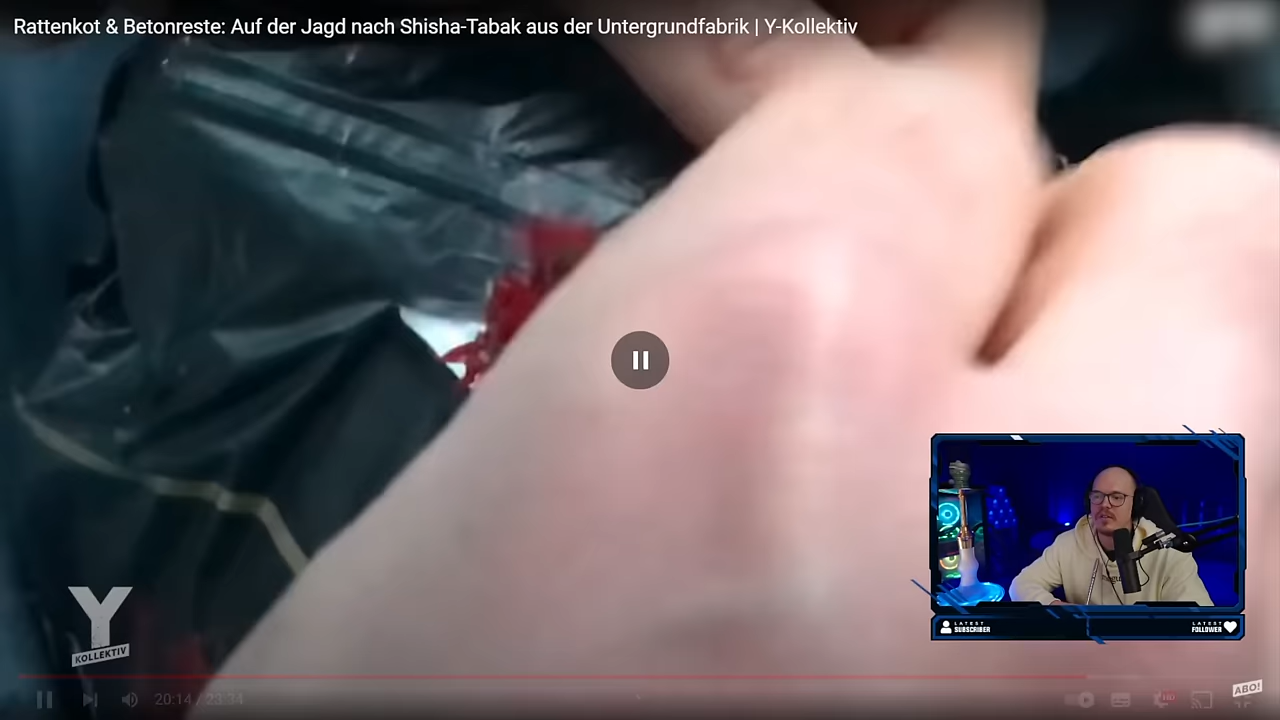 Rattenkot & Betonreste: Auf der Jagd nach Shisha-Tabak aus der Untergrundfabrik | Y-Kollektiv
Y
KOLLEKTIV
LATEST
SUBSCRIBER
LATEST
FOLLOWER
20:14 / 23:34
HD
ABO!